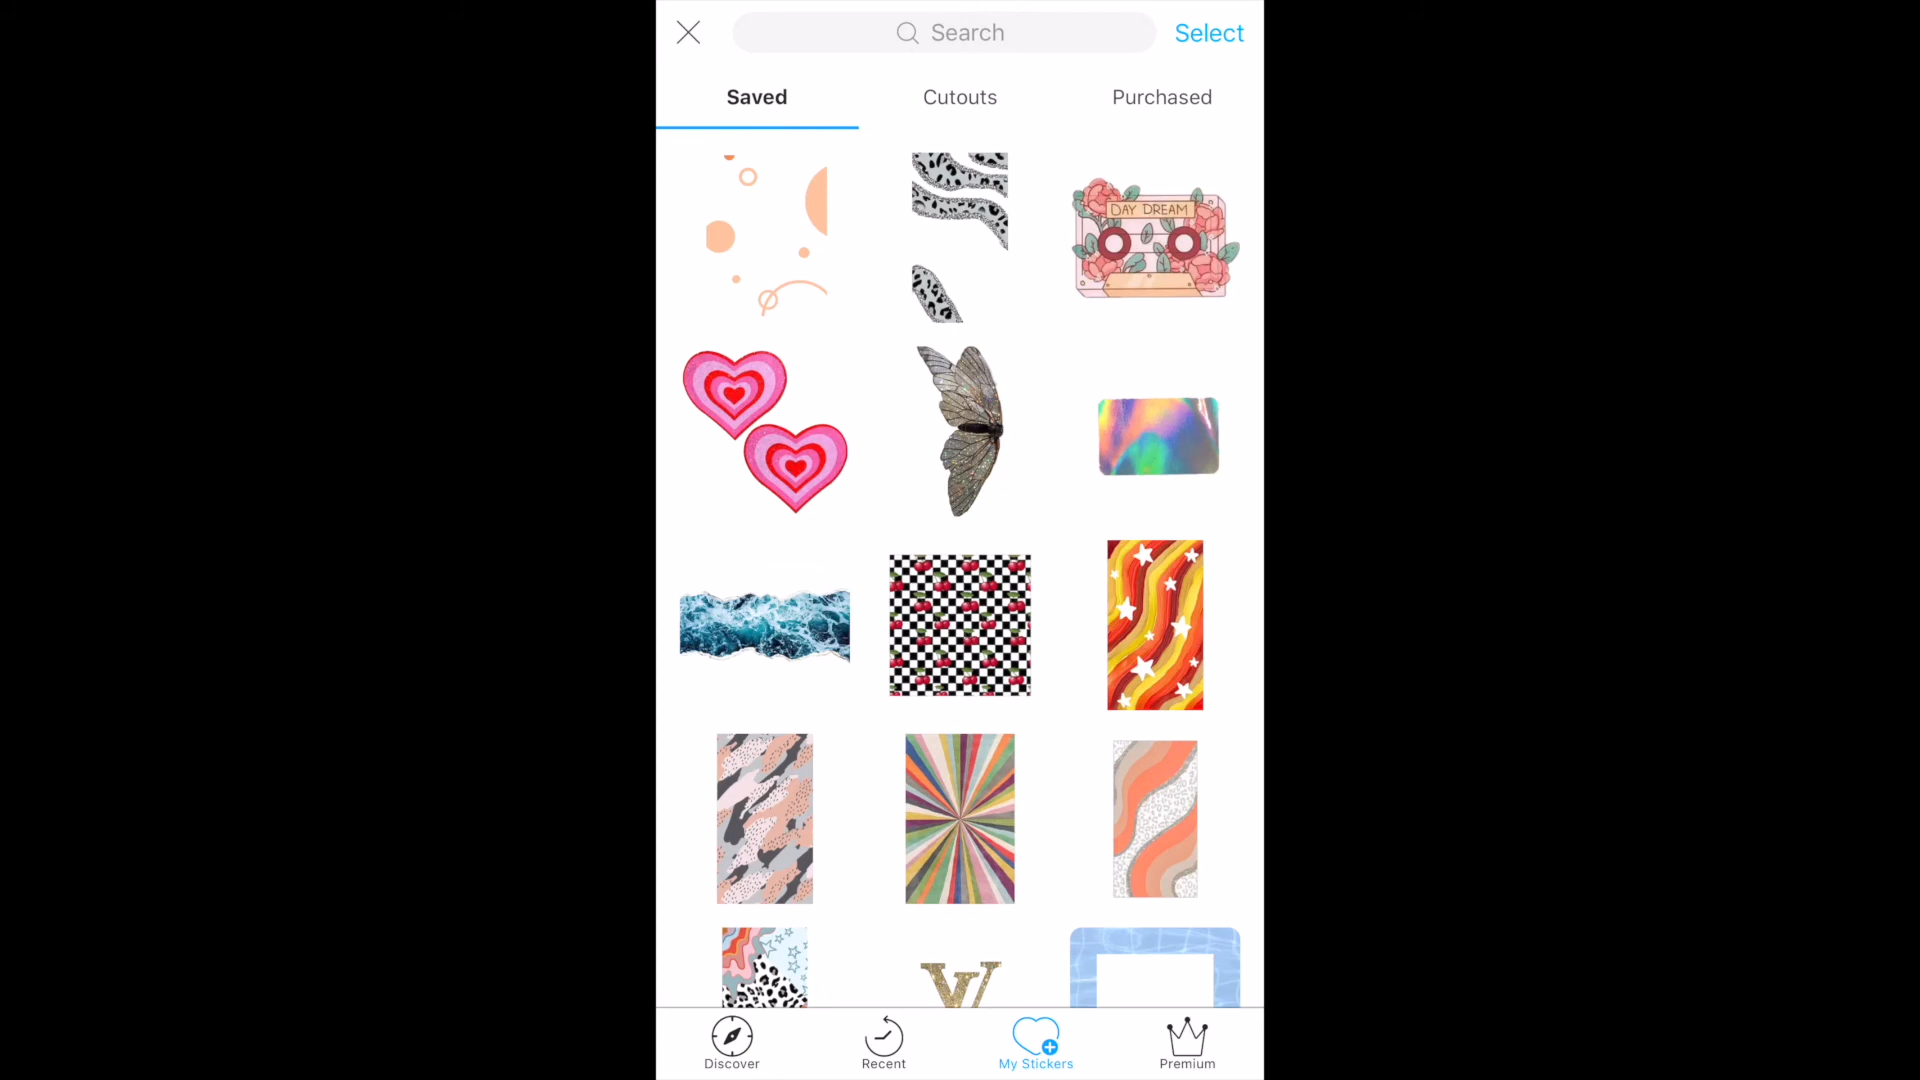 Search
Select
Saved
Cutouts
Purchased
DAY DREAM
Discover
Recent
My Stickers
Premium